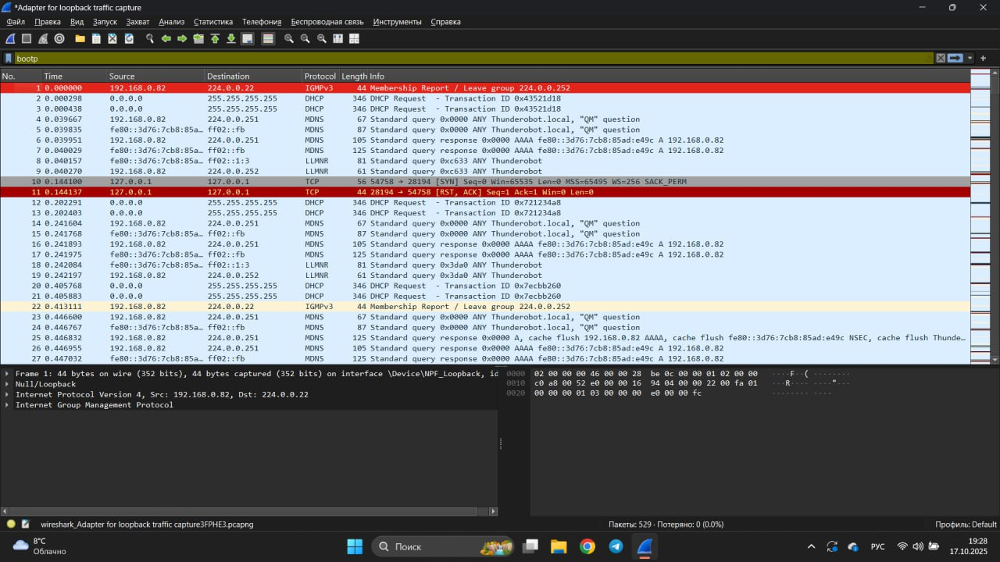 *Adapter for loopback traffic capture
Файл Правка Вид Запуск Захват Анализ Статистика Телефония Беспроводная связь Инструменты Справка
bootp
No. Time Source Destination Protocol Length Info
1 0.000000 192.168.0.82 224.0.0.22 IGMPv3 44 Membership Report / Leave group 224.0.0.252
2 0.000298 0.0.0.0 255.255.255.255 DHCP 346 DHCP Request - Transaction ID 0x43521d18
3 0.000438 0.0.0.0 255.255.255.255 DHCP 346 DHCP Request - Transaction ID 0x43521d18
4 0.039667 192.168.0.82 224.0.0.251 MDNS 67 Standard query 0x0000 ANY Thunderobot.local, "QM" question
5 0.039835 fe80::3d76:7cb8:85a… ff02::fb MDNS 87 Standard query 0x0000 ANY Thunderobot.local, "QM" question
6 0.039951 192.168.0.82 224.0.0.251 MDNS 105 Standard query response 0x0000 AAAA fe80::3d76:7cb8:85ad:e49c A 192.168.0.82
7 0.040029 fe80::3d76:7cb8:85a… ff02::fb MDNS 125 Standard query response 0x0000 AAAA fe80::3d76:7cb8:85ad:e49c A 192.168.0.82
8 0.040157 fe80::3d76:7cb8:85a… ff02::1:3 LLMNR 81 Standard query 0xc633 ANY Thunderobot
9 0.040270 192.168.0.82 224.0.0.252 LLMNR 61 Standard query 0xc633 ANY Thunderobot
10 0.144100 127.0.0.1 127.0.0.1 TCP 56 54758 → 28194 [SYN] Seq=0 Win=65535 Len=0 MSS=65495 WS=256 SACK_PERM
11 0.144137 127.0.0.1 127.0.0.1 TCP 44 28194 → 54758 [RST, ACK] Seq=1 Ack=1 Win=0 Len=0
12 0.202291 0.0.0.0 255.255.255.255 DHCP 346 DHCP Request - Transaction ID 0x721234a8
13 0.202403 0.0.0.0 255.255.255.255 DHCP 346 DHCP Request - Transaction ID 0x721234a8
14 0.241604 192.168.0.82 224.0.0.251 MDNS 67 Standard query 0x0000 ANY Thunderobot.local, "QM" question
15 0.241768 fe80::3d76:7cb8:85a… ff02::fb MDNS 87 Standard query 0x0000 ANY Thunderobot.local, "QM" question
16 0.241893 192.168.0.82 224.0.0.251 MDNS 105 Standard query response 0x0000 AAAA fe80::3d76:7cb8:85ad:e49c A 192.168.0.82
17 0.241975 fe80::3d76:7cb8:85a… ff02::fb MDNS 125 Standard query response 0x0000 AAAA fe80::3d76:7cb8:85ad:e49c A 192.168.0.82
18 0.242084 fe80::3d76:7cb8:85a… ff02::1:3 LLMNR 81 Standard query 0x3da0 ANY Thunderobot
19 0.242197 192.168.0.82 224.0.0.252 LLMNR 61 Standard query 0x3da0 ANY Thunderobot
20 0.405768 0.0.0.0 255.255.255.255 DHCP 346 DHCP Request - Transaction ID 0x7ecbb260
21 0.405883 0.0.0.0 255.255.255.255 DHCP 346 DHCP Request - Transaction ID 0x7ecbb260
22 0.413111 192.168.0.82 224.0.0.22 IGMPv3 44 Membership Report / Leave group 224.0.0.252
23 0.446600 192.168.0.82 224.0.0.251 MDNS 67 Standard query 0x0000 ANY Thunderobot.local, "QM" question
24 0.446767 fe80::3d76:7cb8:85a… ff02::fb MDNS 87 Standard query 0x0000 ANY Thunderobot.local, "QM" question
25 0.446832 192.168.0.82 224.0.0.251 MDNS 125 Standard query response 0x0000 A, cache flush 192.168.0.82 AAAA, cache flush fe80::3d76:7cb8:85ad:e49c NSEC, cache flush Thunde…
26 0.446955 192.168.0.82 224.0.0.251 MDNS 105 Standard query response 0x0000 AAAA fe80::3d76:7cb8:85ad:e49c A 192.168.0.82
27 0.447032 fe80::3d76:7cb8:85a… ff02::fb MDNS 125 Standard query response 0x0000 AAAA fe80::3d76:7cb8:85ad:e49c A 192.168.0.82
Frame 1: 44 bytes on wire (352 bits), 44 bytes captured (352 bits) on interface \Device\NPF_Loopback, id
Null/Loopback
Internet Protocol Version 4, Src: 192.168.0.82, Dst: 224.0.0.22
Internet Group Management Protocol
0000 02 00 00 00 46 00 00 28 be 0c 00 00 01 02 00 00 ····F··( ········
0010 c0 a8 00 52 e0 00 00 16 94 04 00 00 22 00 fa 01 ···R···· ····"···
0020 00 00 00 01 03 00 00 00 e0 00 00 fc ········ ····
wireshark_Adapter for loopback traffic capture3FPHE3.pcapng
Пакеты: 529 · Потеряно: 0 (0.0%)
Профиль: Default
8°C
Облачно
Поиск
РУС
19:28
17.10.2025